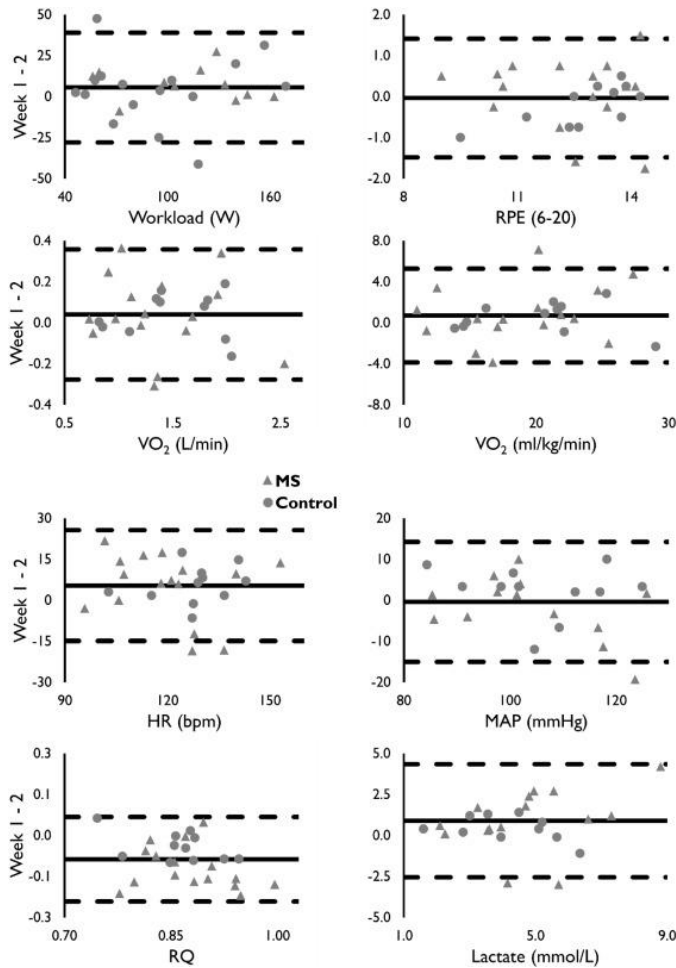 50
25
0
-25
-50
Week 1 - 2
40 100 160
Workload (W)
2.0
1.0
0.0
-1.0
-2.0
8 11 14
RPE (6-20)
0.4
0.2
0.0
-0.2
-0.4
Week 1 - 2
0.5 1.5 2.5
VO₂ (L/min)
8.0
4.0
0.0
-4.0
-8.0
10 20 30
VO₂ (ml/kg/min)
MS
Control
30
15
0
-15
-30
Week 1 - 2
90 120 150
HR (bpm)
20
10
0
-10
-20
80 100 120
MAP (mmHg)
0.3
0.1
0.0
-0.1
-0.3
Week 1 - 2
0.70 0.85 1.00
RQ
5.0
2.5
0.0
-2.5
-5.0
1.0 5.0 9.0
Lactate (mmol/L)